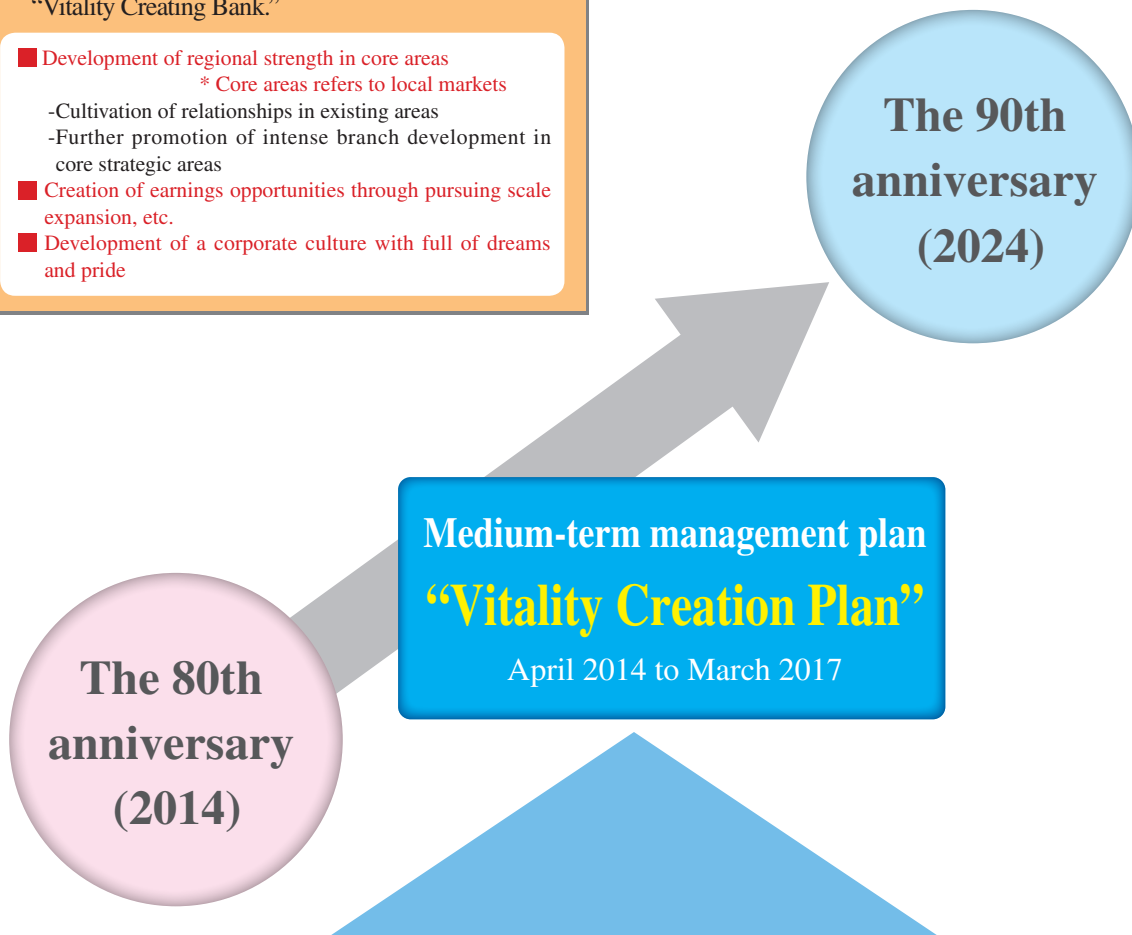 “Vitality Creating Bank.”
Development of regional strength in core areas
* Core areas refers to local markets
-Cultivation of relationships in existing areas
-Further promotion of intense branch development in
core strategic areas
Creation of earnings opportunities through pursuing scale
expansion, etc.
Development of a corporate culture with full of dreams
and pride
The 90th
anniversary
(2024)
Medium-term management plan
“Vitality Creation Plan”
April 2014 to March 2017
The 80th
anniversary
(2014)